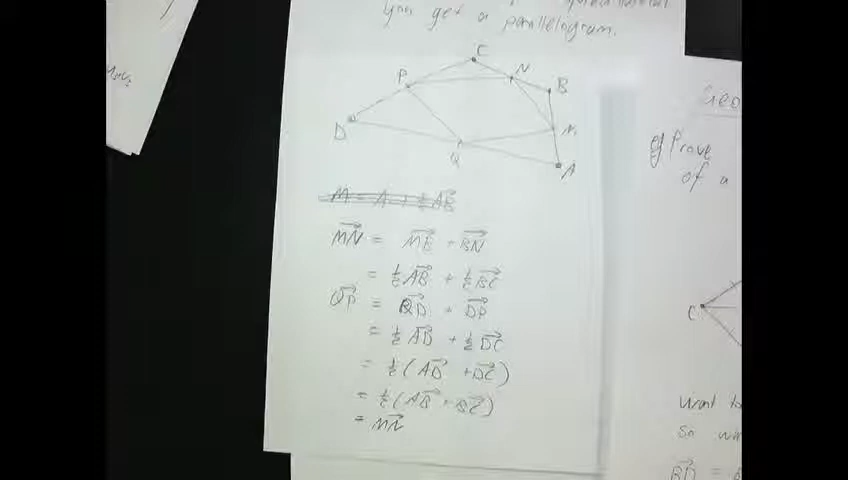 you get a parallelogram.
C
P
N
B
D
M
Q
A
M = A + ½AB
MN = MB + BN
= ½AB + ½BC
QP = QD + DP
= ½AD + ½DC
= ½(AD + DC)
= ½(AB + BC)
= MN
Geo
eg Prove
of a
C
Want to
So
BD =